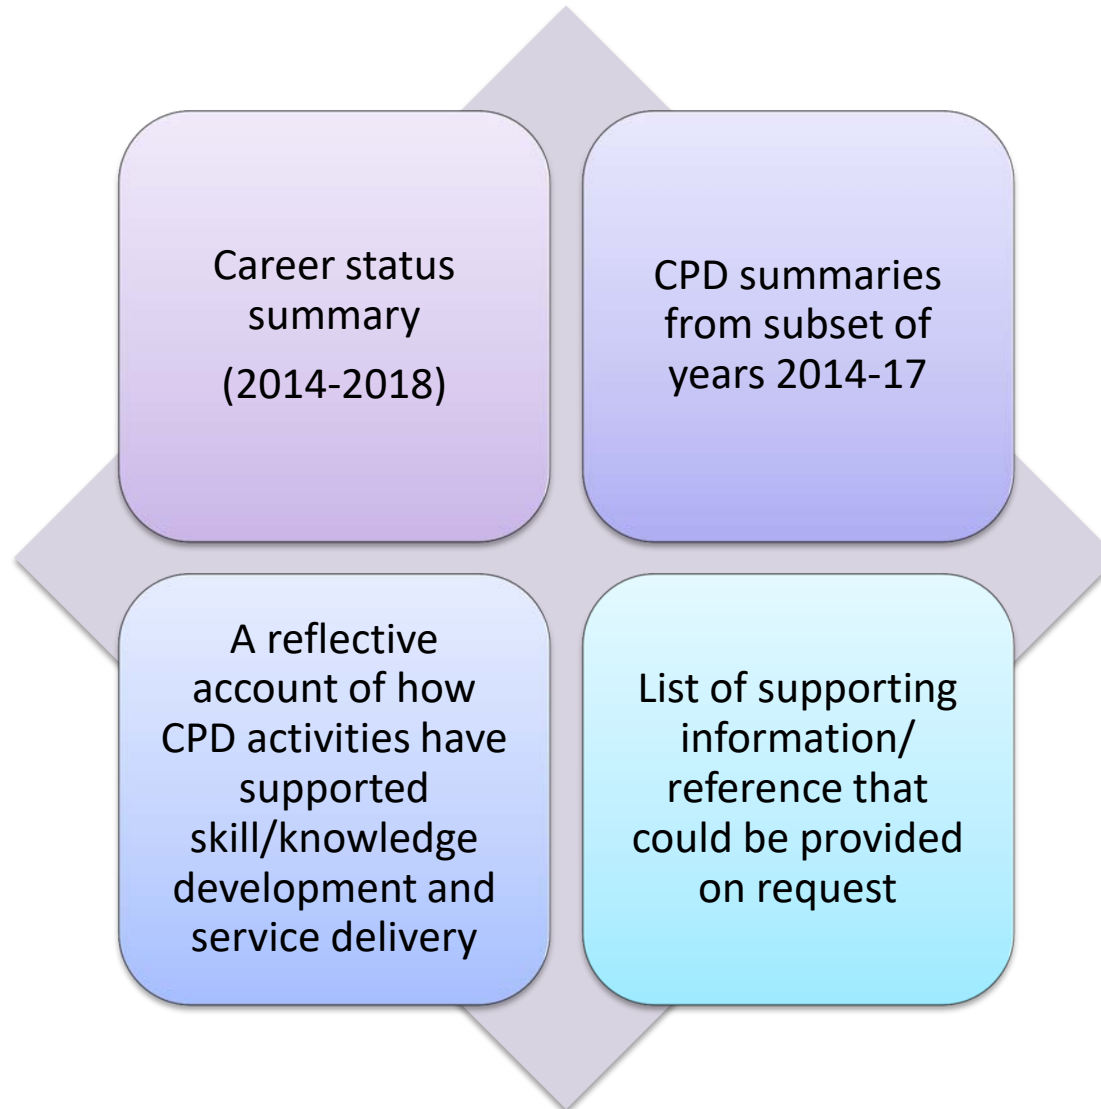 Career status
summary
(2014-2018)
CPD summaries
from subset of
years 2014-17
A reflective
account of how
CPD activities have
supported
skill/knowledge
development and
service delivery
List of supporting
information/
reference that
could be provided
on request